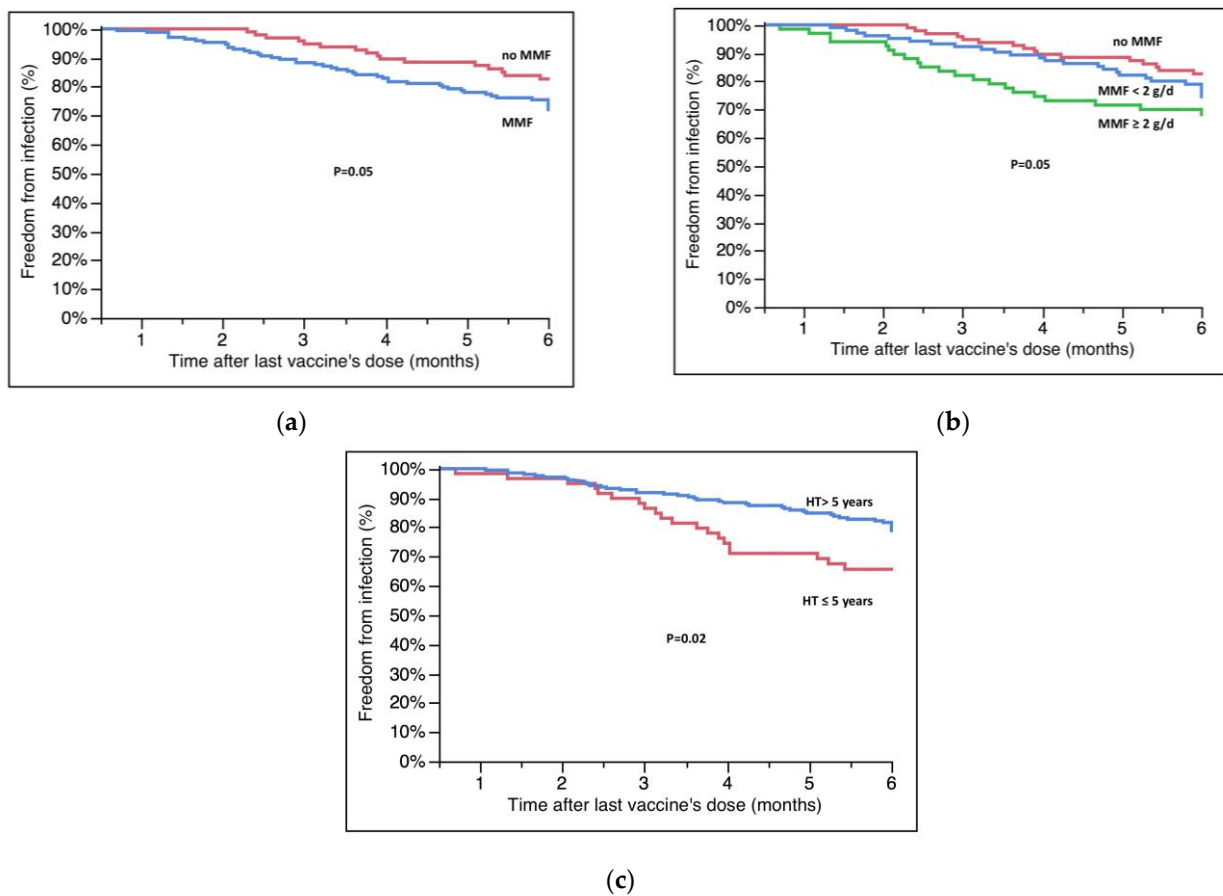 100%
90%
80%
70%
60%
50%
40%
30%
20%
10%
0%
Freedom from infection (%)
no MMF
MMF
P=0.05
1 2 3 4 5 6
Time after last vaccine's dose (months)
(a)
100%
90%
80%
70%
60%
50%
40%
30%
20%
10%
0%
Freedom from infection (%)
no MMF
MMF < 2 g/d
MMF ≥ 2 g/d
P=0.05
1 2 3 4 5 6
Time after last vaccine's dose (months)
(b)
100%
90%
80%
70%
60%
50%
40%
30%
20%
10%
0%
Freedom from infection (%)
HT> 5 years
HT ≤ 5 years
P=0.02
1 2 3 4 5 6
Time after last vaccine's dose (months)
(c)